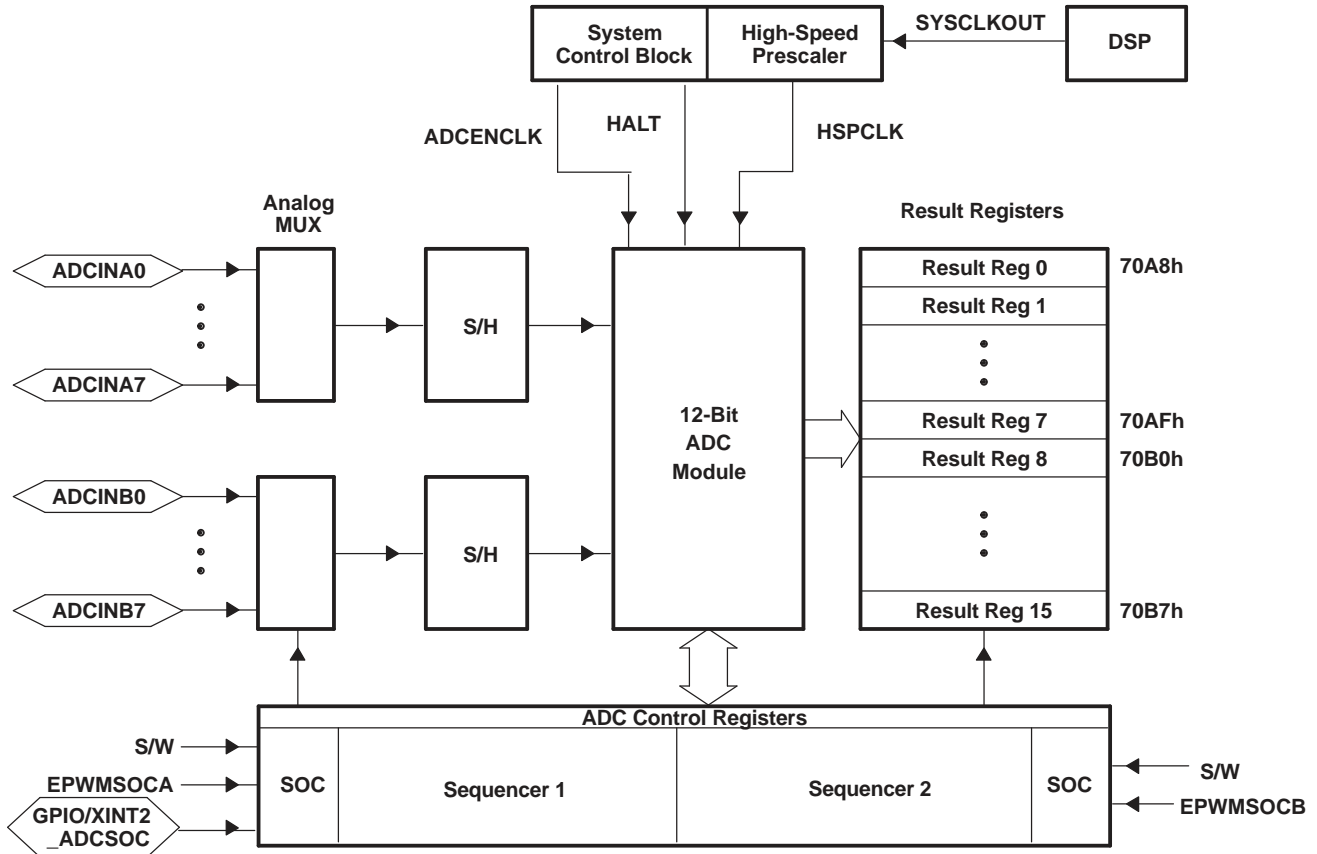 System
Control Block
High-Speed
Prescaler
SYSCLKOUT
DSP
ADCENCLK
HALT
HSPCLK
Analog
MUX
Result Registers
ADCINA0
ADCINA7
S/H
ADCINB0
ADCINB7
S/H
12-Bit
ADC
Module
Result Reg 0
70A8h
Result Reg 1
Result Reg 7
70AFh
Result Reg 8
70B0h
Result Reg 15
70B7h
ADC Control Registers
S/W
EPWMSOCA
GPIO/XINT2
_ADCSOC
SOC
Sequencer 1
Sequencer 2
SOC
S/W
EPWMSOCB